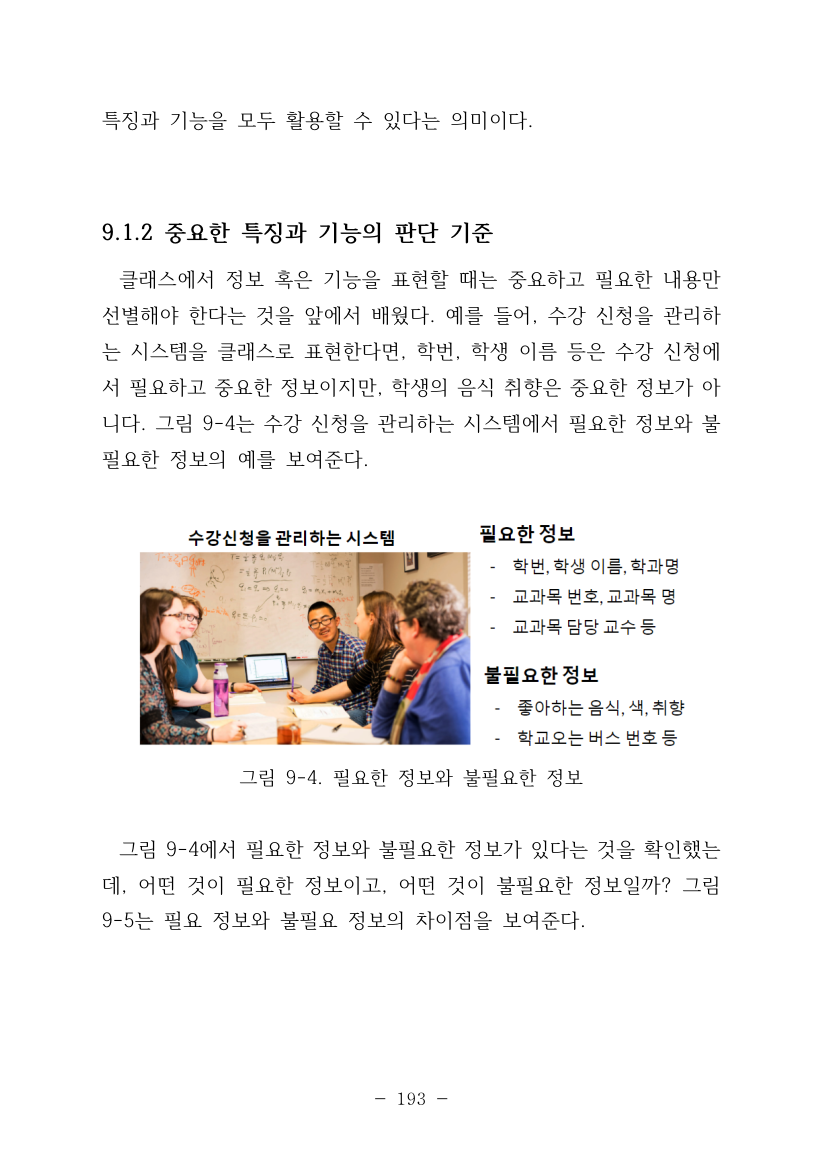 특징과 기능을 모두 활용할 수 있다는 의미이다.
9.1.2 중요한 특징과 기능의 판단 기준
클래스에서 정보 혹은 기능을 표현할 때는 중요하고 필요한 내용만
선별해야 한다는 것을 앞에서 배웠다. 예를 들어, 수강 신청을 관리하
는 시스템을 클래스로 표현한다면, 학번, 학생 이름 등은 수강 신청에
서 필요하고 중요한 정보이지만, 학생의 음식 취향은 중요한 정보가 아
니다. 그림 9-4는 수강 신청을 관리하는 시스템에서 필요한 정보와 불
필요한 정보의 예를 보여준다.
수강신청을 관리하는 시스템
필요한 정보
- 학번, 학생 이름, 학과명
- 교과목 번호, 교과목 명
- 교과목 담당 교수 등
불필요한 정보
- 좋아하는 음식, 색, 취향
- 학교오는 버스 번호 등
그림 9-4. 필요한 정보와 불필요한 정보
그림 9-4에서 필요한 정보와 불필요한 정보가 있다는 것을 확인했는
데, 어떤 것이 필요한 정보이고, 어떤 것이 불필요한 정보일까? 그림
9-5는 필요 정보와 불필요 정보의 차이점을 보여준다.
- 193 -